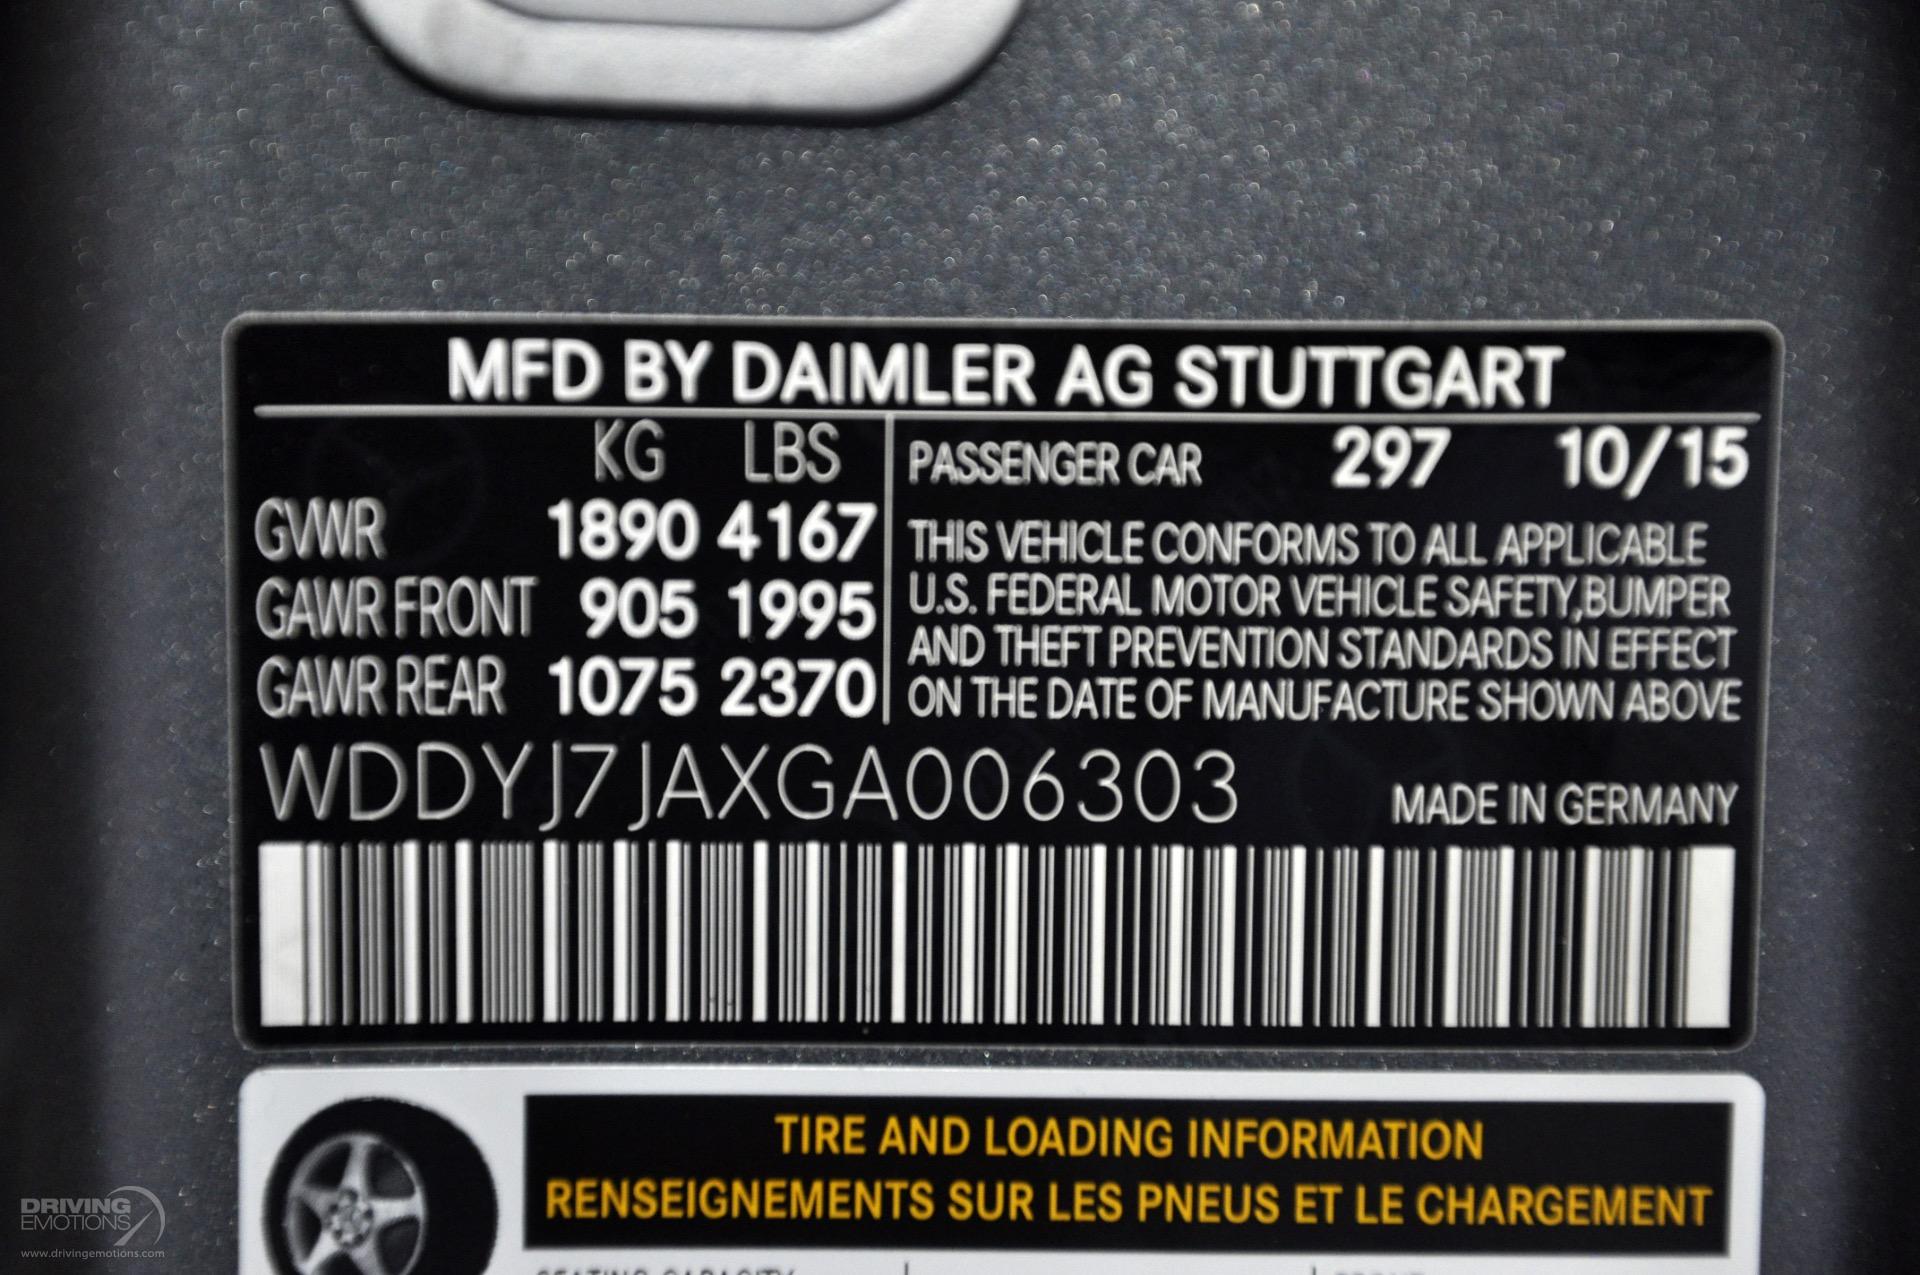 MFD BY DAIMLER AG STUTTGART
KG LBS
GVWR 1890 4167
GAWR FRONT 905 1995
GAWR REAR 1075 2370
PASSENGER CAR 297 10/15
THIS VEHICLE CONFORMS TO ALL APPLICABLE
U.S. FEDERAL MOTOR VEHICLE SAFETY,BUMPER
AND THEFT PREVENTION STANDARDS IN EFFECT
ON THE DATE OF MANUFACTURE SHOWN ABOVE
WDDYJ7JAXGA006303
MADE IN GERMANY
TIRE AND LOADING INFORMATION
RENSEIGNEMENTS SUR LES PNEUS ET LE CHARGEMENT
SEATING CAPACITY
DRIVING
EMOTIONS
www.drivingemotions.com